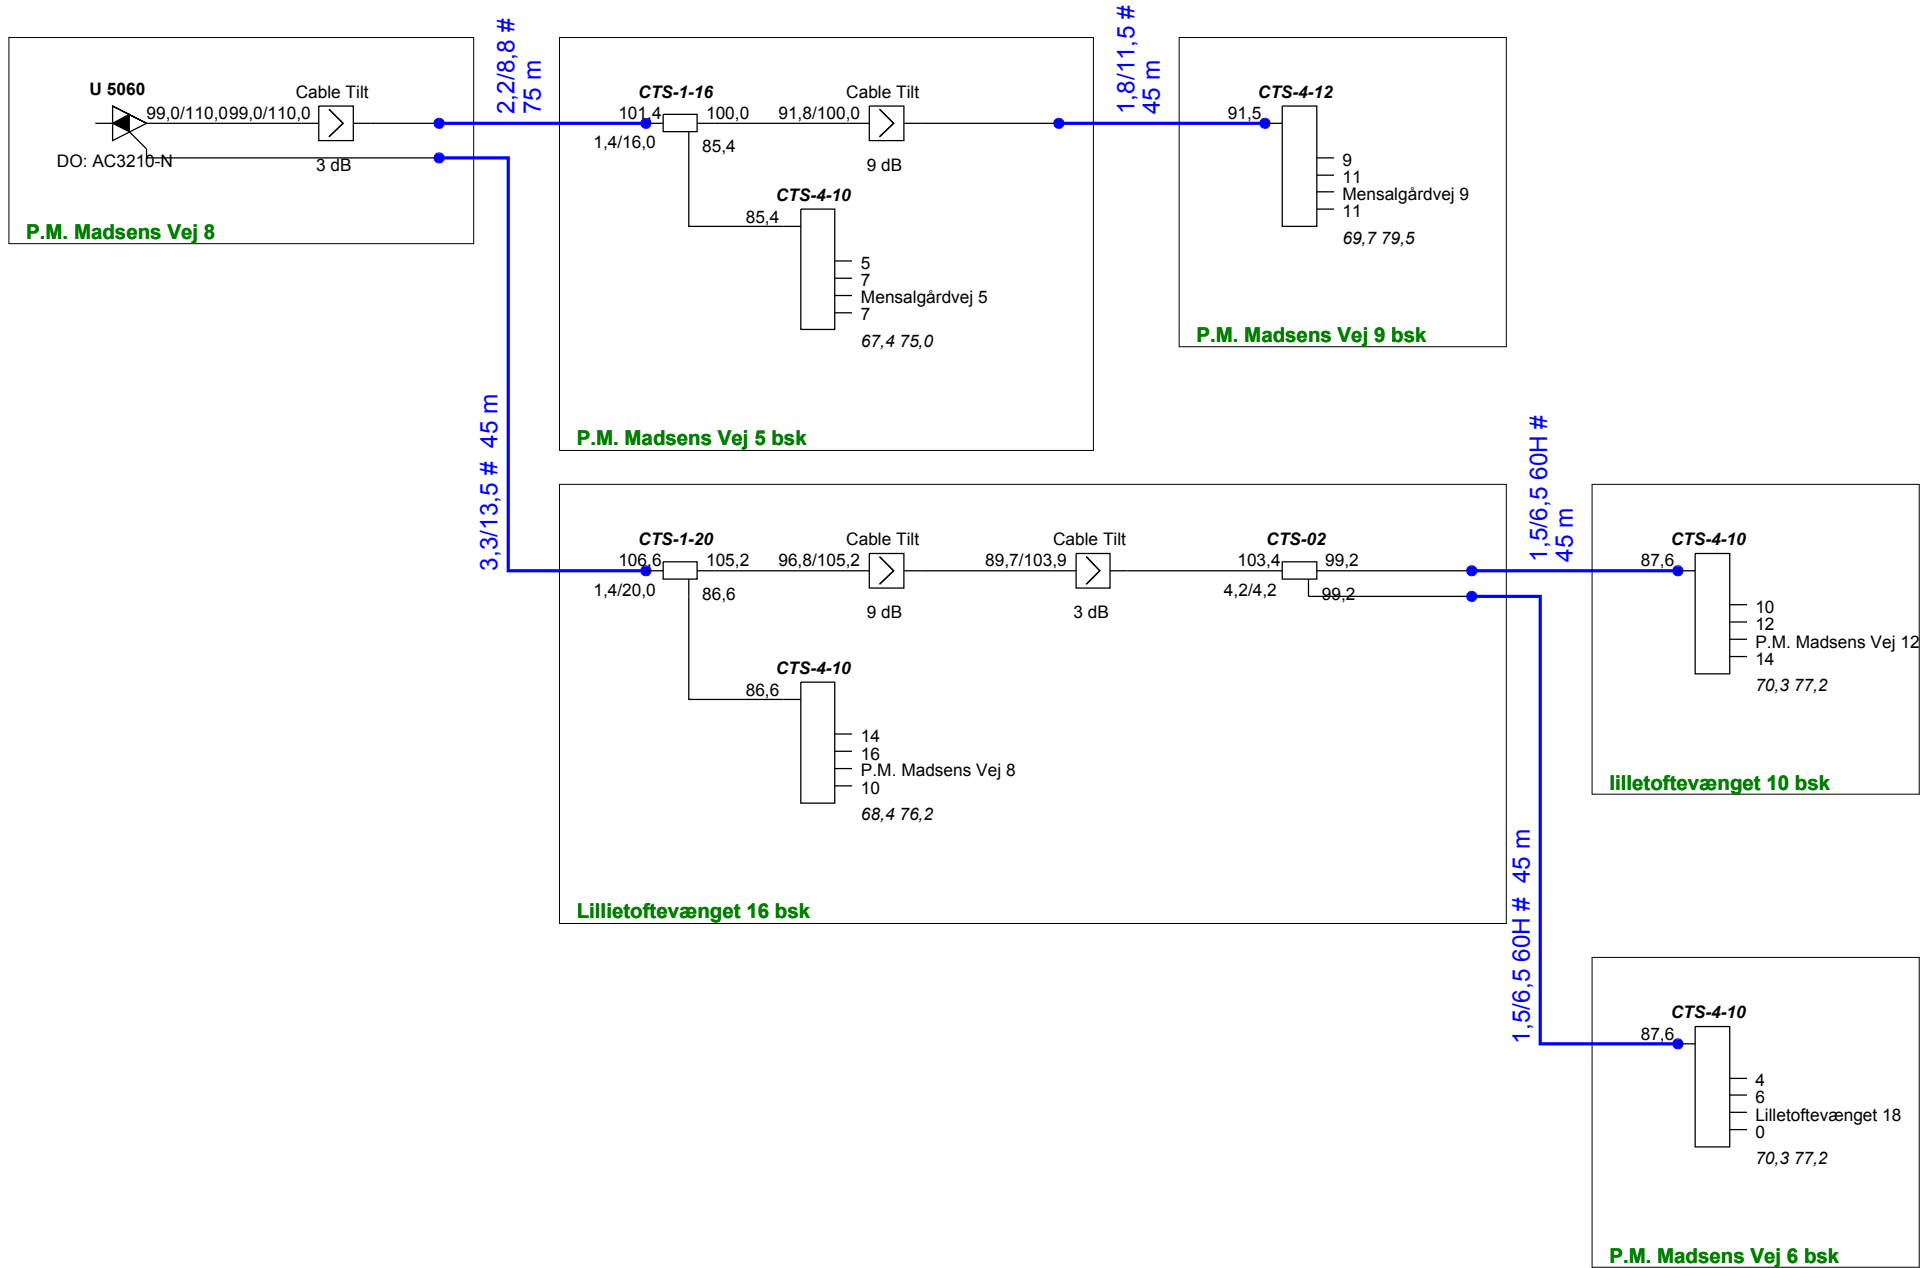 U 5060
99,0/110,099,0/110,0
DO: AC3210-N
Cable Tilt
3 dB
P.M. Madsens Vej 8
2,2/8,8 #
75 m
CTS-1-16
101,4
100,0
1,4/16,0
85,4
91,8/100,0
Cable Tilt
9 dB
CTS-4-10
85,4
5
7
Mensalgårdvej 5
7
67,4 75,0
P.M. Madsens Vej 5 bsk
1,8/11,5 #
45 m
CTS-4-12
91,5
9
11
Mensalgårdvej 9
11
69,7 79,5
P.M. Madsens Vej 9 bsk
3,3/13,5 # 45 m
CTS-1-20
106,6
105,2
1,4/20,0
86,6
96,8/105,2
Cable Tilt
9 dB
89,7/103,9
Cable Tilt
3 dB
CTS-02
103,4
99,2
4,2/4,2
99,2
CTS-4-10
86,6
14
16
P.M. Madsens Vej 8
10
68,4 76,2
Lillietoftevænget 16 bsk
1,5/6,5 60H #
45 m
CTS-4-10
87,6
10
12
P.M. Madsens Vej 12
14
70,3 77,2
lilletoftevænget 10 bsk
1,5/6,5 60H # 45 m
CTS-4-10
87,6
4
6
Lilletoftevænget 18
0
70,3 77,2
P.M. Madsens Vej 6 bsk